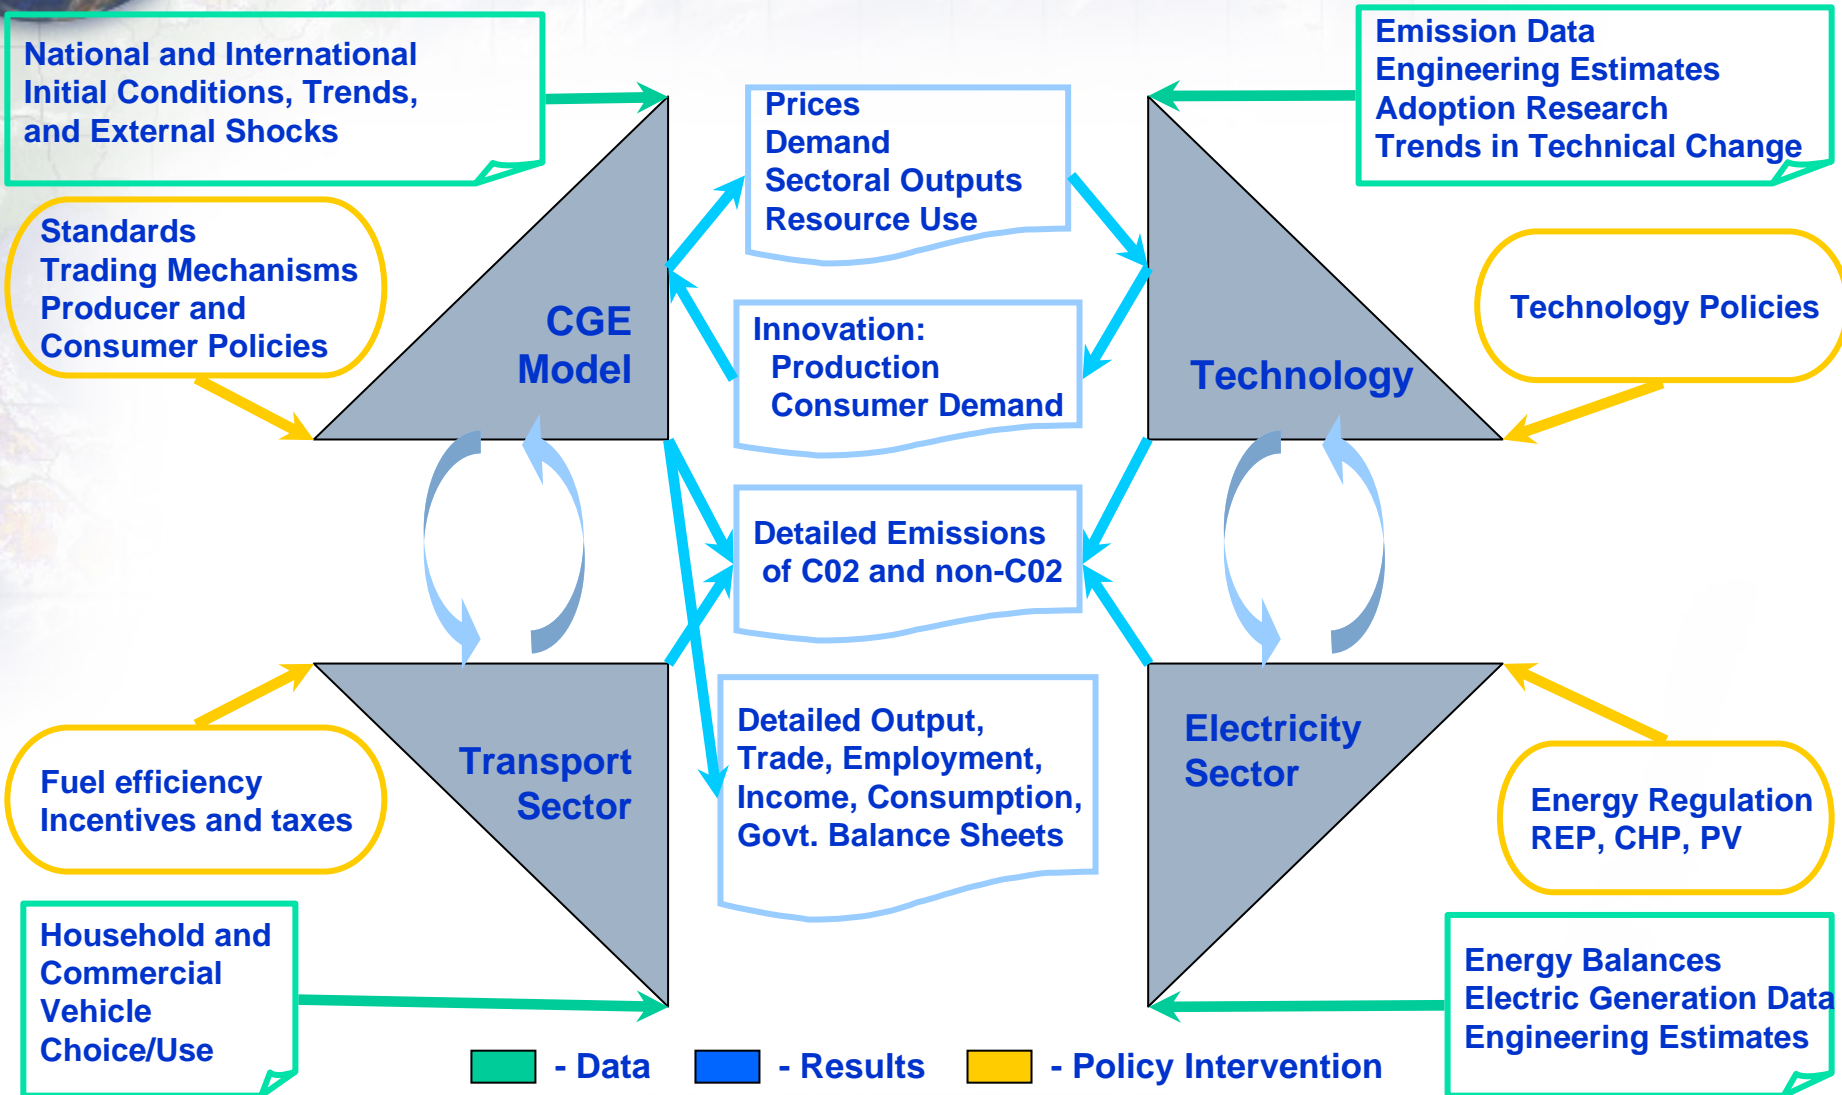 National and International
Initial Conditions, Trends,
and External Shocks
Emission Data
Engineering Estimates
Adoption Research
Trends in Technical Change
Prices
Demand
Sectoral Outputs
Resource Use
Standards
Trading Mechanisms
Producer and
Consumer Policies
Technology Policies
CGE
Model
Innovation:
Production
Consumer Demand
Technology
Detailed Emissions
of C02 and non-C02
Transport
Sector
Detailed Output,
Trade, Employment,
Income, Consumption,
Govt. Balance Sheets
Electricity
Sector
Fuel efficiency
Incentives and taxes
Energy Regulation
REP, CHP, PV
Household and
Commercial
Vehicle
Choice/Use
Energy Balances
Electric Generation Data
Engineering Estimates
- Data
- Results
- Policy Intervention